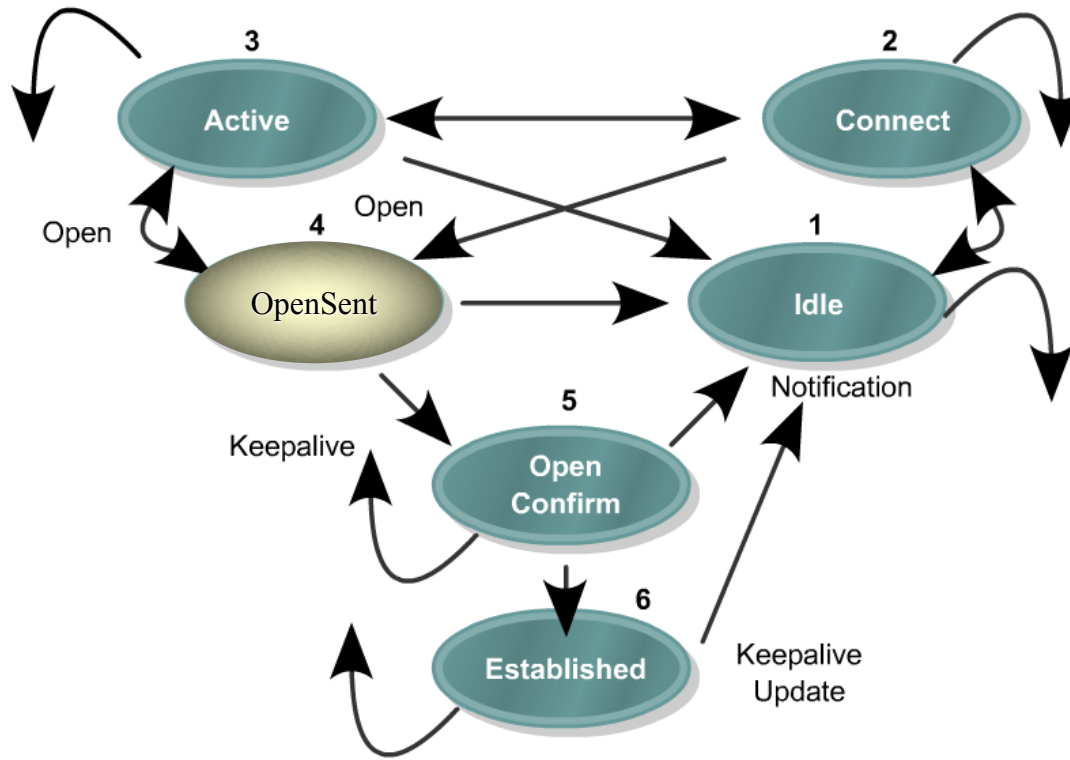 3
2
Active
Connect
Open
Open
4
1
OpenSent
Idle
Notification
5
Keepalive
Open
Confirm
6
Established
Keepalive
Update